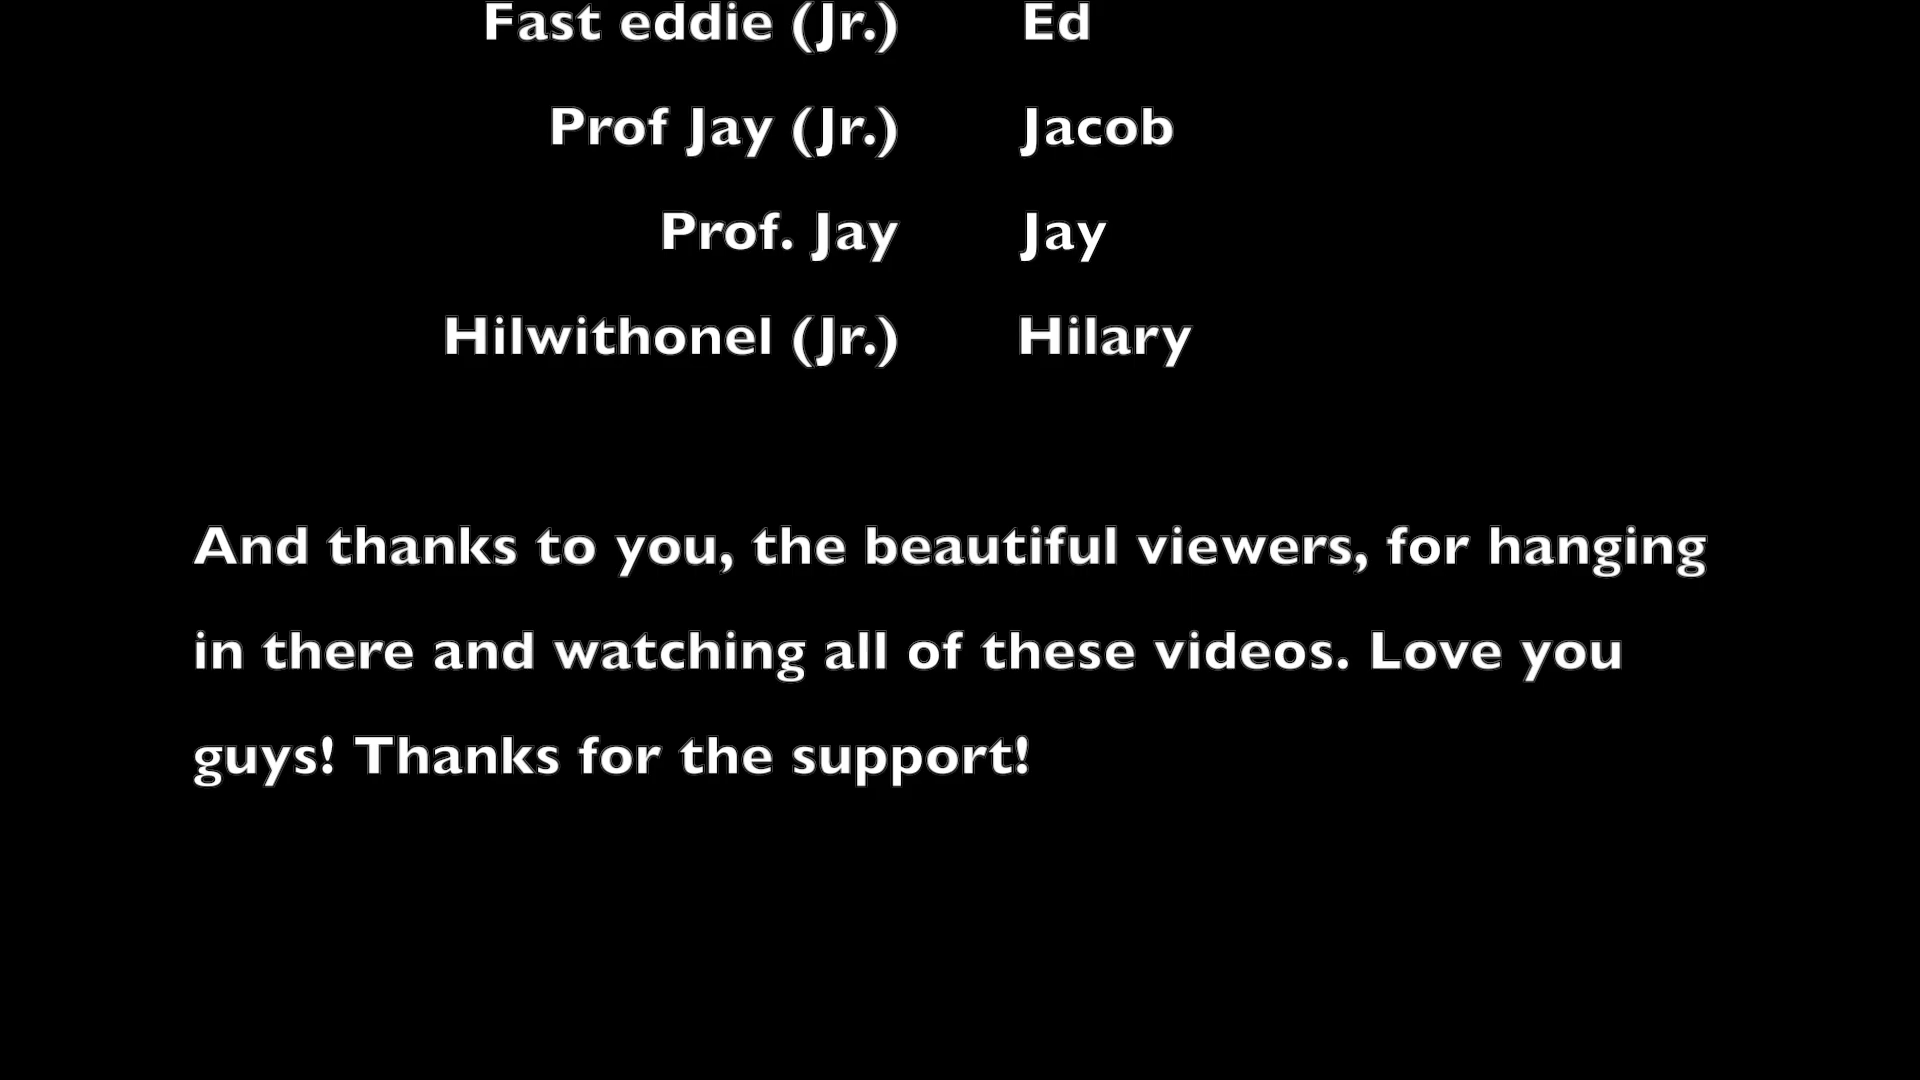 Fast eddie (Jr.) Ed
Prof Jay (Jr.) Jacob
Prof. Jay Jay
Hilwithonel (Jr.) Hilary
And thanks to you, the beautiful viewers, for hanging
in there and watching all of these videos. Love you
guys! Thanks for the support!